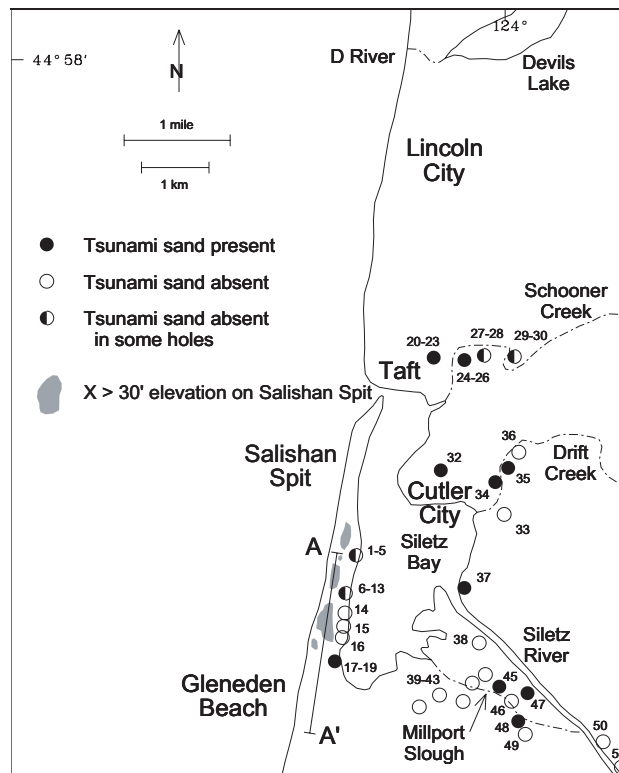 124°
44° 58'
D River
Devils
Lake
N
1 mile
1 km
Lincoln
City
Tsunami sand present
Tsunami sand absent
Tsunami sand absent
in some holes
X > 30' elevation on Salishan Spit
Schooner
Creek
20-23
27-28
29-30
Taft
24-26
Salishan
Spit
32
36
35
34
Drift
Creek
Cutler
City
33
Siletz
Bay
A
1-5
6-13
14
15
16
17-19
37
38
Siletz
River
Gleneden
Beach
39-43
45
46
47
48
49
50
A'
Millport
Slough